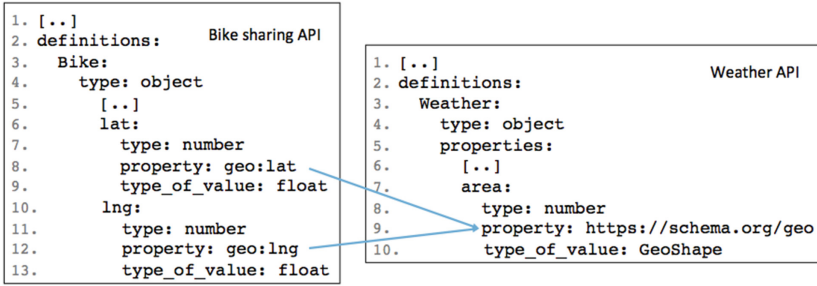 Bike sharing API
1. [..]
2. definitions:
3. Bike:
4. type: object
5. [..]
6. lat:
7. type: number
8. property: geo:lat
9. type_of_value: float
10. lng:
11. type: number
12. property: geo:lng
13. type_of_value: float
Weather API
1. [..]
2. definitions:
3. Weather:
4. type: object
5. properties:
6. [..]
7. area:
8. type: number
9. property: https://schema.org/geo
10. type_of_value: GeoShape